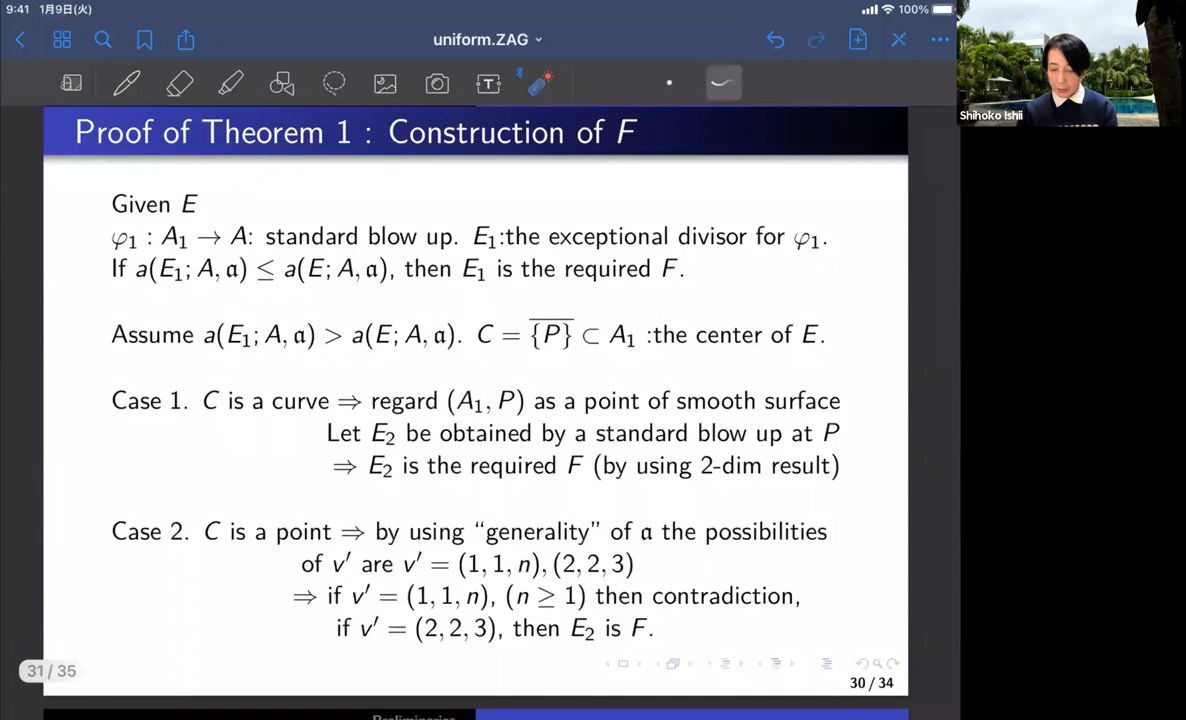 9:41 1月9日(火)
100%
uniform.ZAG
T
Shihoko Ishii
Proof of Theorem 1 : Construction of F
Given E
φ₁ : A₁ → A: standard blow up. E₁:the exceptional divisor for φ₁.
If a(E₁; A, 𝔞) ≤ a(E; A, 𝔞), then E₁ is the required F.
Assume a(E₁; A, 𝔞) > a(E; A, 𝔞). C = \overline{{P}} ⊂ A₁ :the center of E.
Case 1. C is a curve ⇒ regard (A₁, P) as a point of smooth surface
Let E₂ be obtained by a standard blow up at P
⇒ E₂ is the required F (by using 2-dim result)
Case 2. C is a point ⇒ by using “generality” of 𝔞 the possibilities
of v′ are v′ = (1, 1, n), (2, 2, 3)
⇒ if v′ = (1, 1, n), (n ≥ 1) then contradiction,
if v′ = (2, 2, 3), then E₂ is F.
31 / 35
30 / 34
Preliminaries